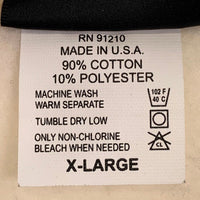 RN 91210
MADE IN U.S.A.
90% COTTON
10% POLYESTER
MACHINE WASH
WARM SEPARATE
102 F
40 C
TUMBLE DRY LOW
ONLY NON-CHLORINE
BLEACH WHEN NEEDED
CL
X-LARGE